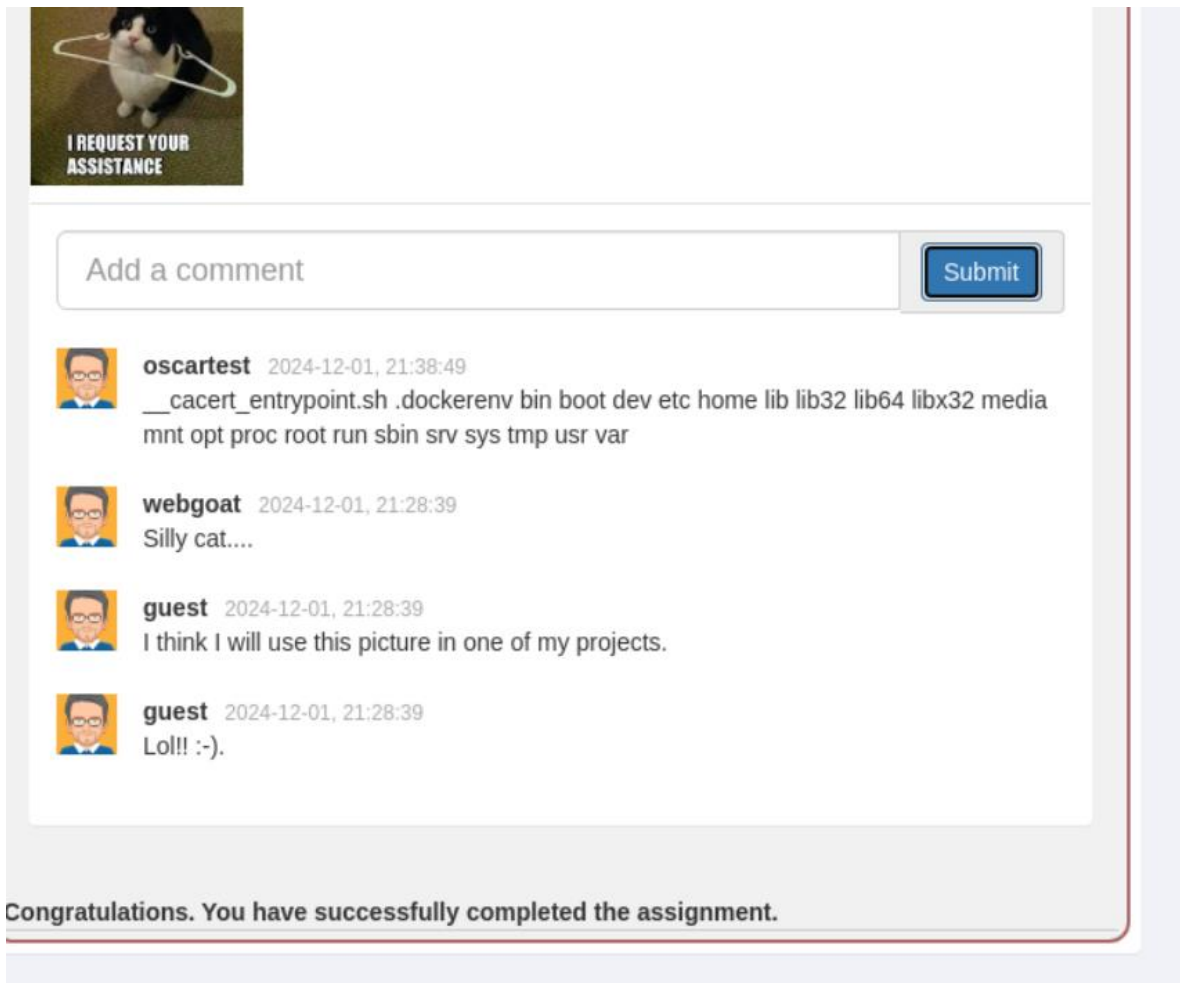 I REQUEST YOUR
ASSISTANCE
Add a comment
Submit
oscartest 2024-12-01, 21:38:49
__cacert_entrypoint.sh .dockerenv bin boot dev etc home lib lib32 lib64 libx32 media
mnt opt proc root run sbin srv sys tmp usr var
webgoat 2024-12-01, 21:28:39
Silly cat....
guest 2024-12-01, 21:28:39
I think I will use this picture in one of my projects.
guest 2024-12-01, 21:28:39
Lol!! :-).
Congratulations. You have successfully completed the assignment.